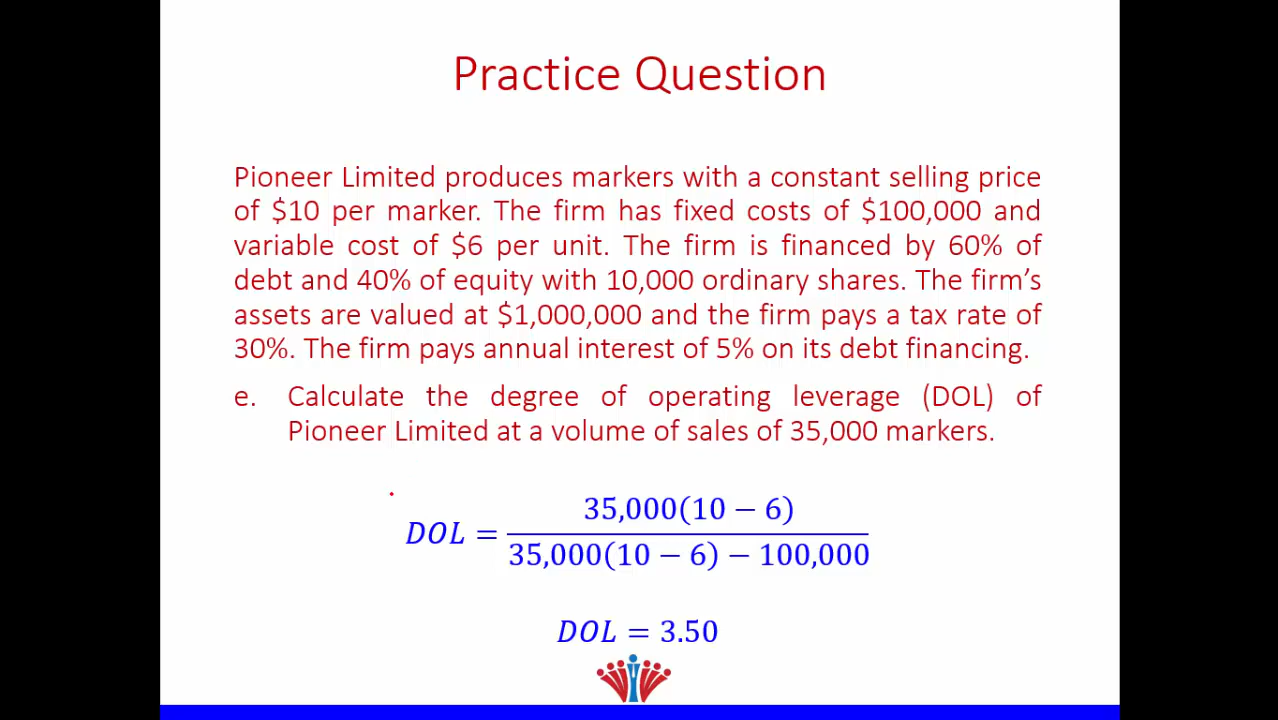 Practice Question
Pioneer Limited produces markers with a constant selling price
of $10 per marker. The firm has fixed costs of $100,000 and
variable cost of $6 per unit. The firm is financed by 60% of
debt and 40% of equity with 10,000 ordinary shares. The firm’s
assets are valued at $1,000,000 and the firm pays a tax rate of
30%. The firm pays annual interest of 5% on its debt financing.
e. Calculate the degree of operating leverage (DOL) of
Pioneer Limited at a volume of sales of 35,000 markers.
35,000(10 − 6)
DOL =
35,000(10 − 6) − 100,000
DOL = 3.50